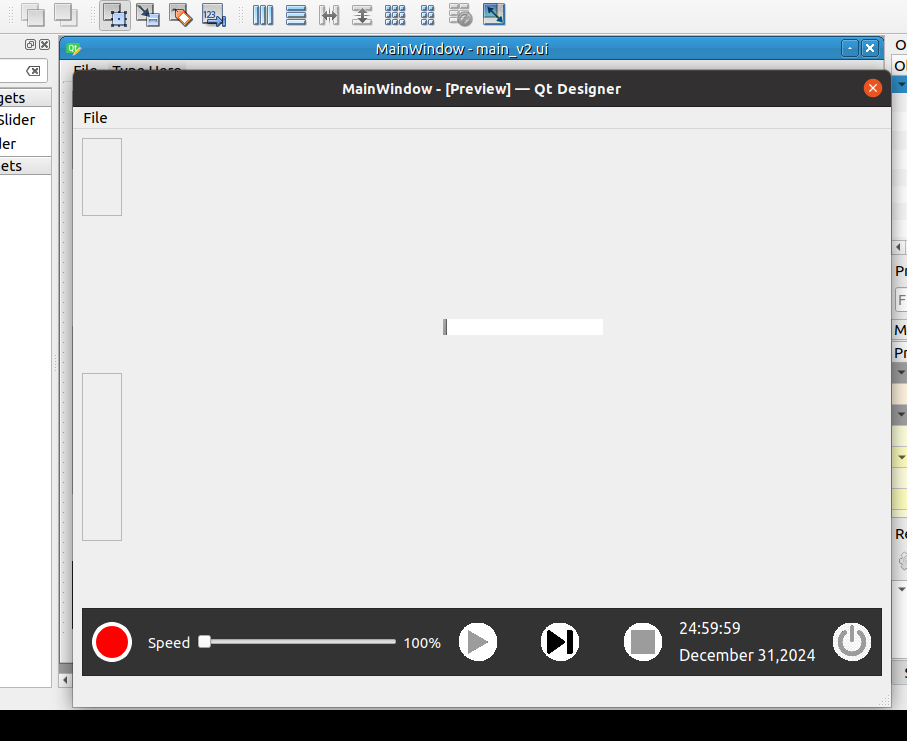 MainWindow - main_v2.ui
File Type Here
MainWindow - [Preview] — Qt Designer
File
gets
Slider
der
ets
Speed
100%
24:59:59
December 31,2024
O
Ob
Pr
F
M
Pr
Re